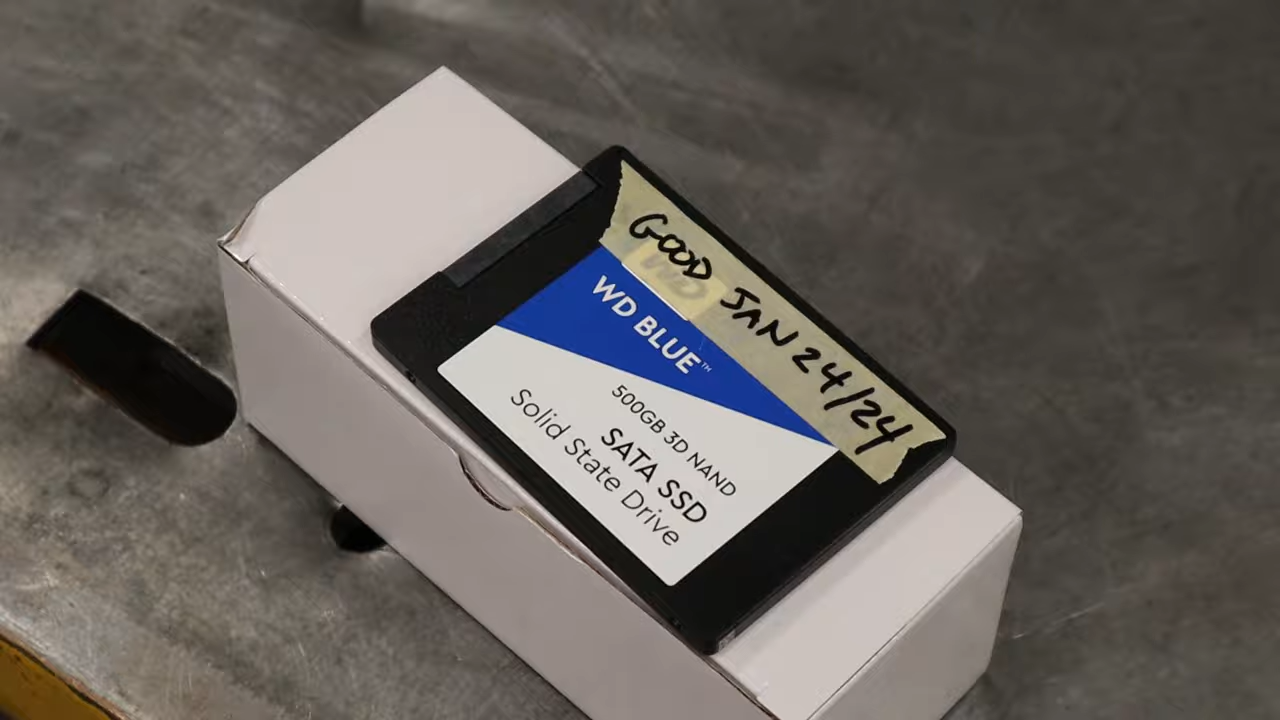 GOOD JAN 24/24
WD BLUE™
500GB 3D NAND
SATA SSD
Solid State Drive